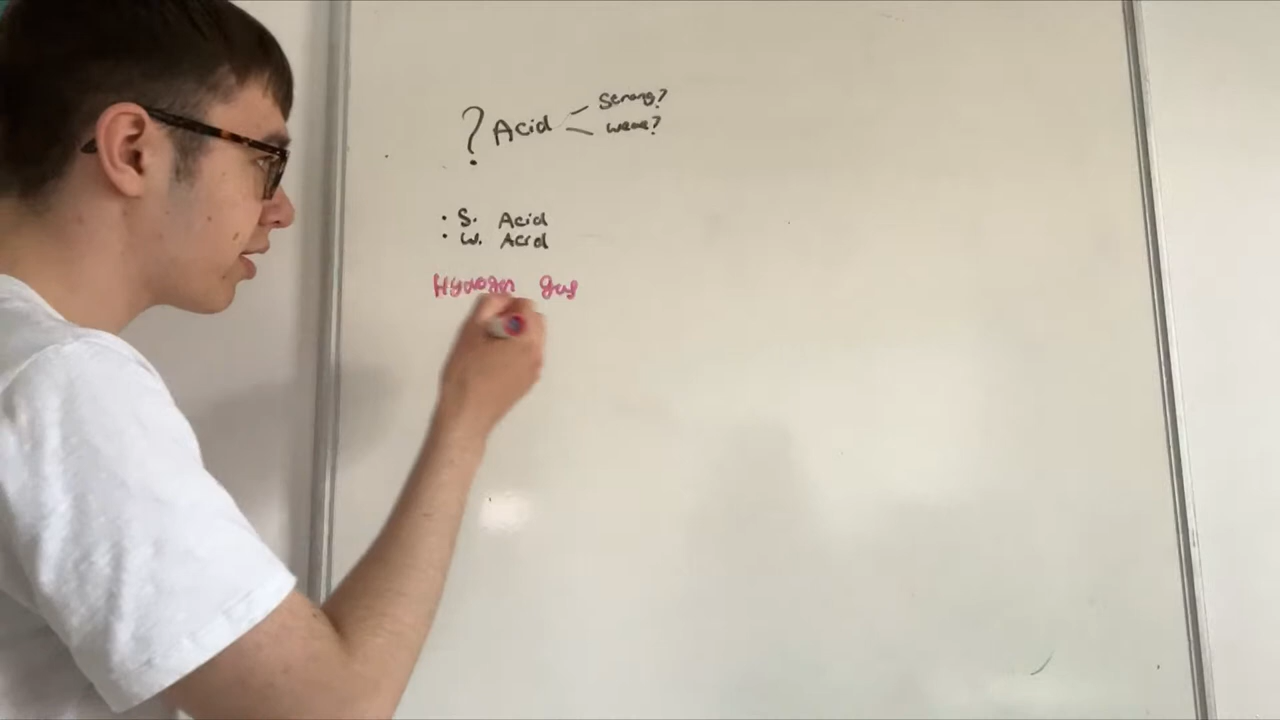 ? Acid
Strong?
weak?
· S. Acid
· W. Acid
Hydrogen gas